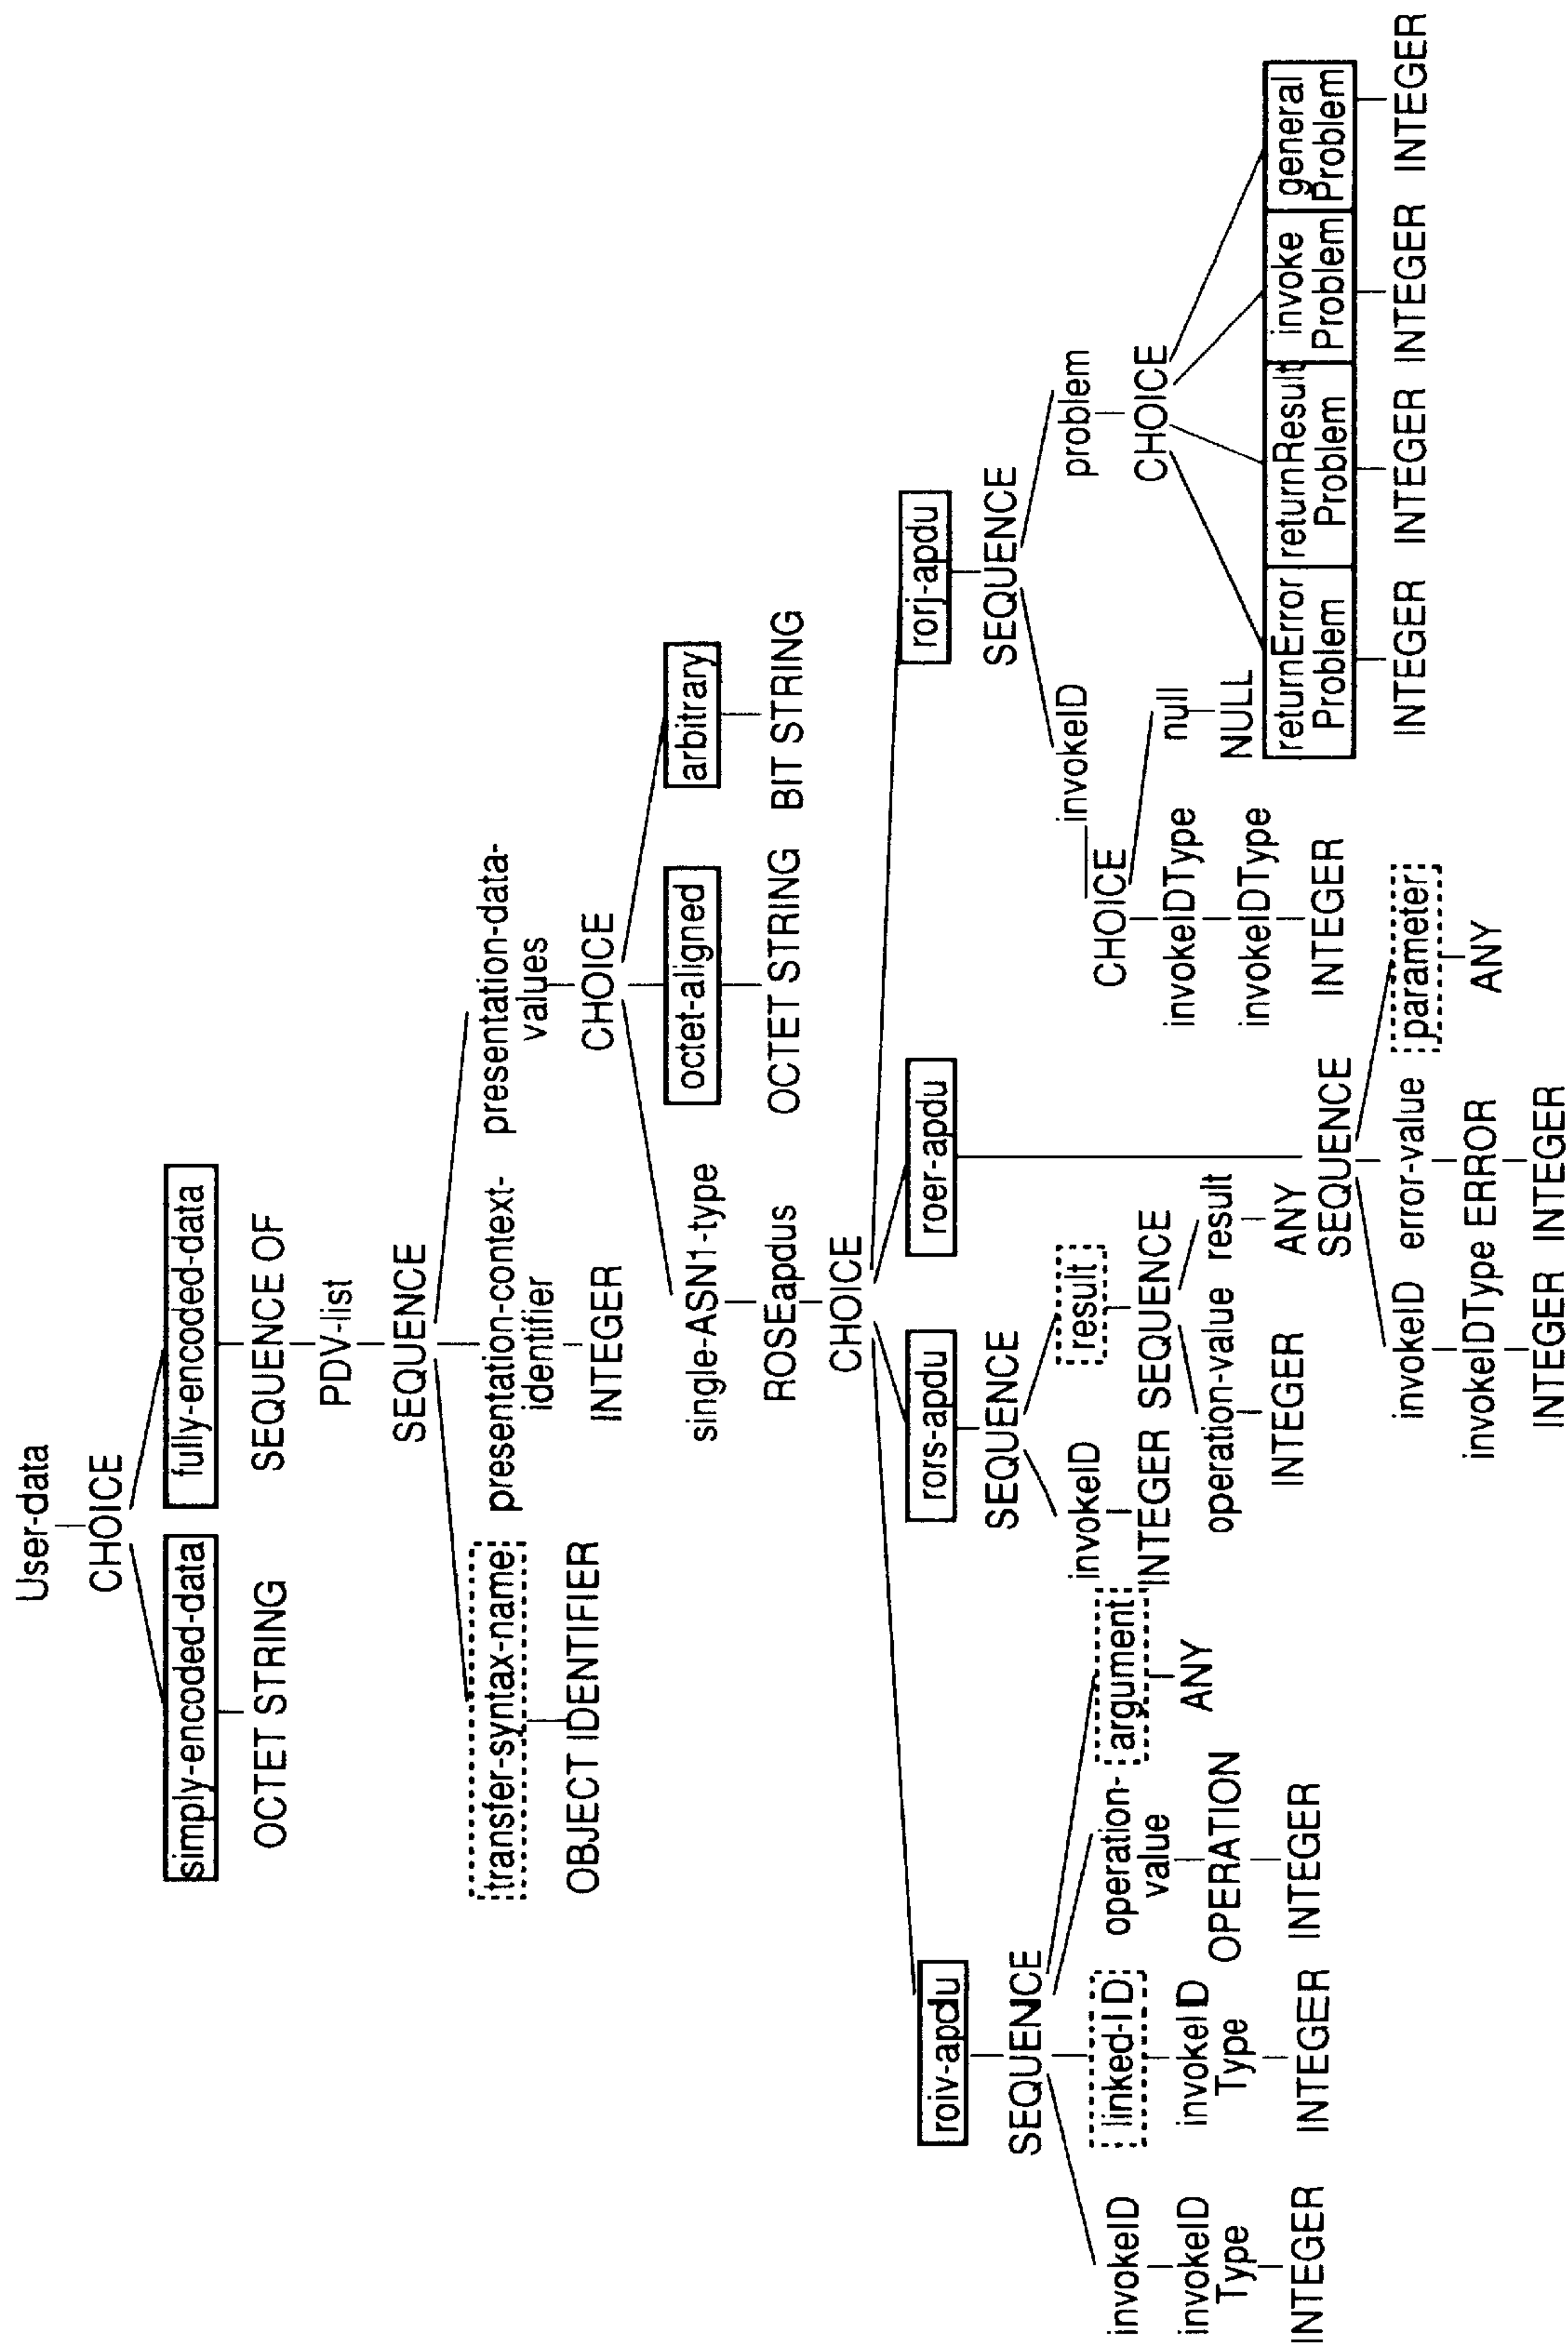 User-data
CHOICE
simply-encoded-data
fully-encoded-data
OCTET STRING
SEQUENCE OF
PDV-list
SEQUENCE
transfer-syntax-name
presentation-context-
identifier
presentation-data-
values
OBJECT IDENTIFIER
INTEGER
CHOICE
single-ASN1-type
octet-aligned
arbitrary
ROSEapdus
OCTET STRING
BIT STRING
CHOICE
roiv-apdu
rors-apdu
roer-apdu
rorj-apdu
SEQUENCE
SEQUENCE
SEQUENCE
invokeID
linked-ID
operation-
value
argument
invokeID
result
invokeID
problem
invokeID
Type
invokeID
Type
OPERATION
ANY
INTEGER
SEQUENCE
CHOICE
CHOICE
INTEGER
INTEGER
INTEGER
operation-value
result
invokeIDType
null
INTEGER
ANY
invokeIDType
NULL
returnError
Problem
returnResult
Problem
invoke
Problem
general
Problem
SEQUENCE
INTEGER
INTEGER
INTEGER
INTEGER
INTEGER
invokeID
error-value
parameter
invokeIDType
ERROR
ANY
INTEGER
INTEGER